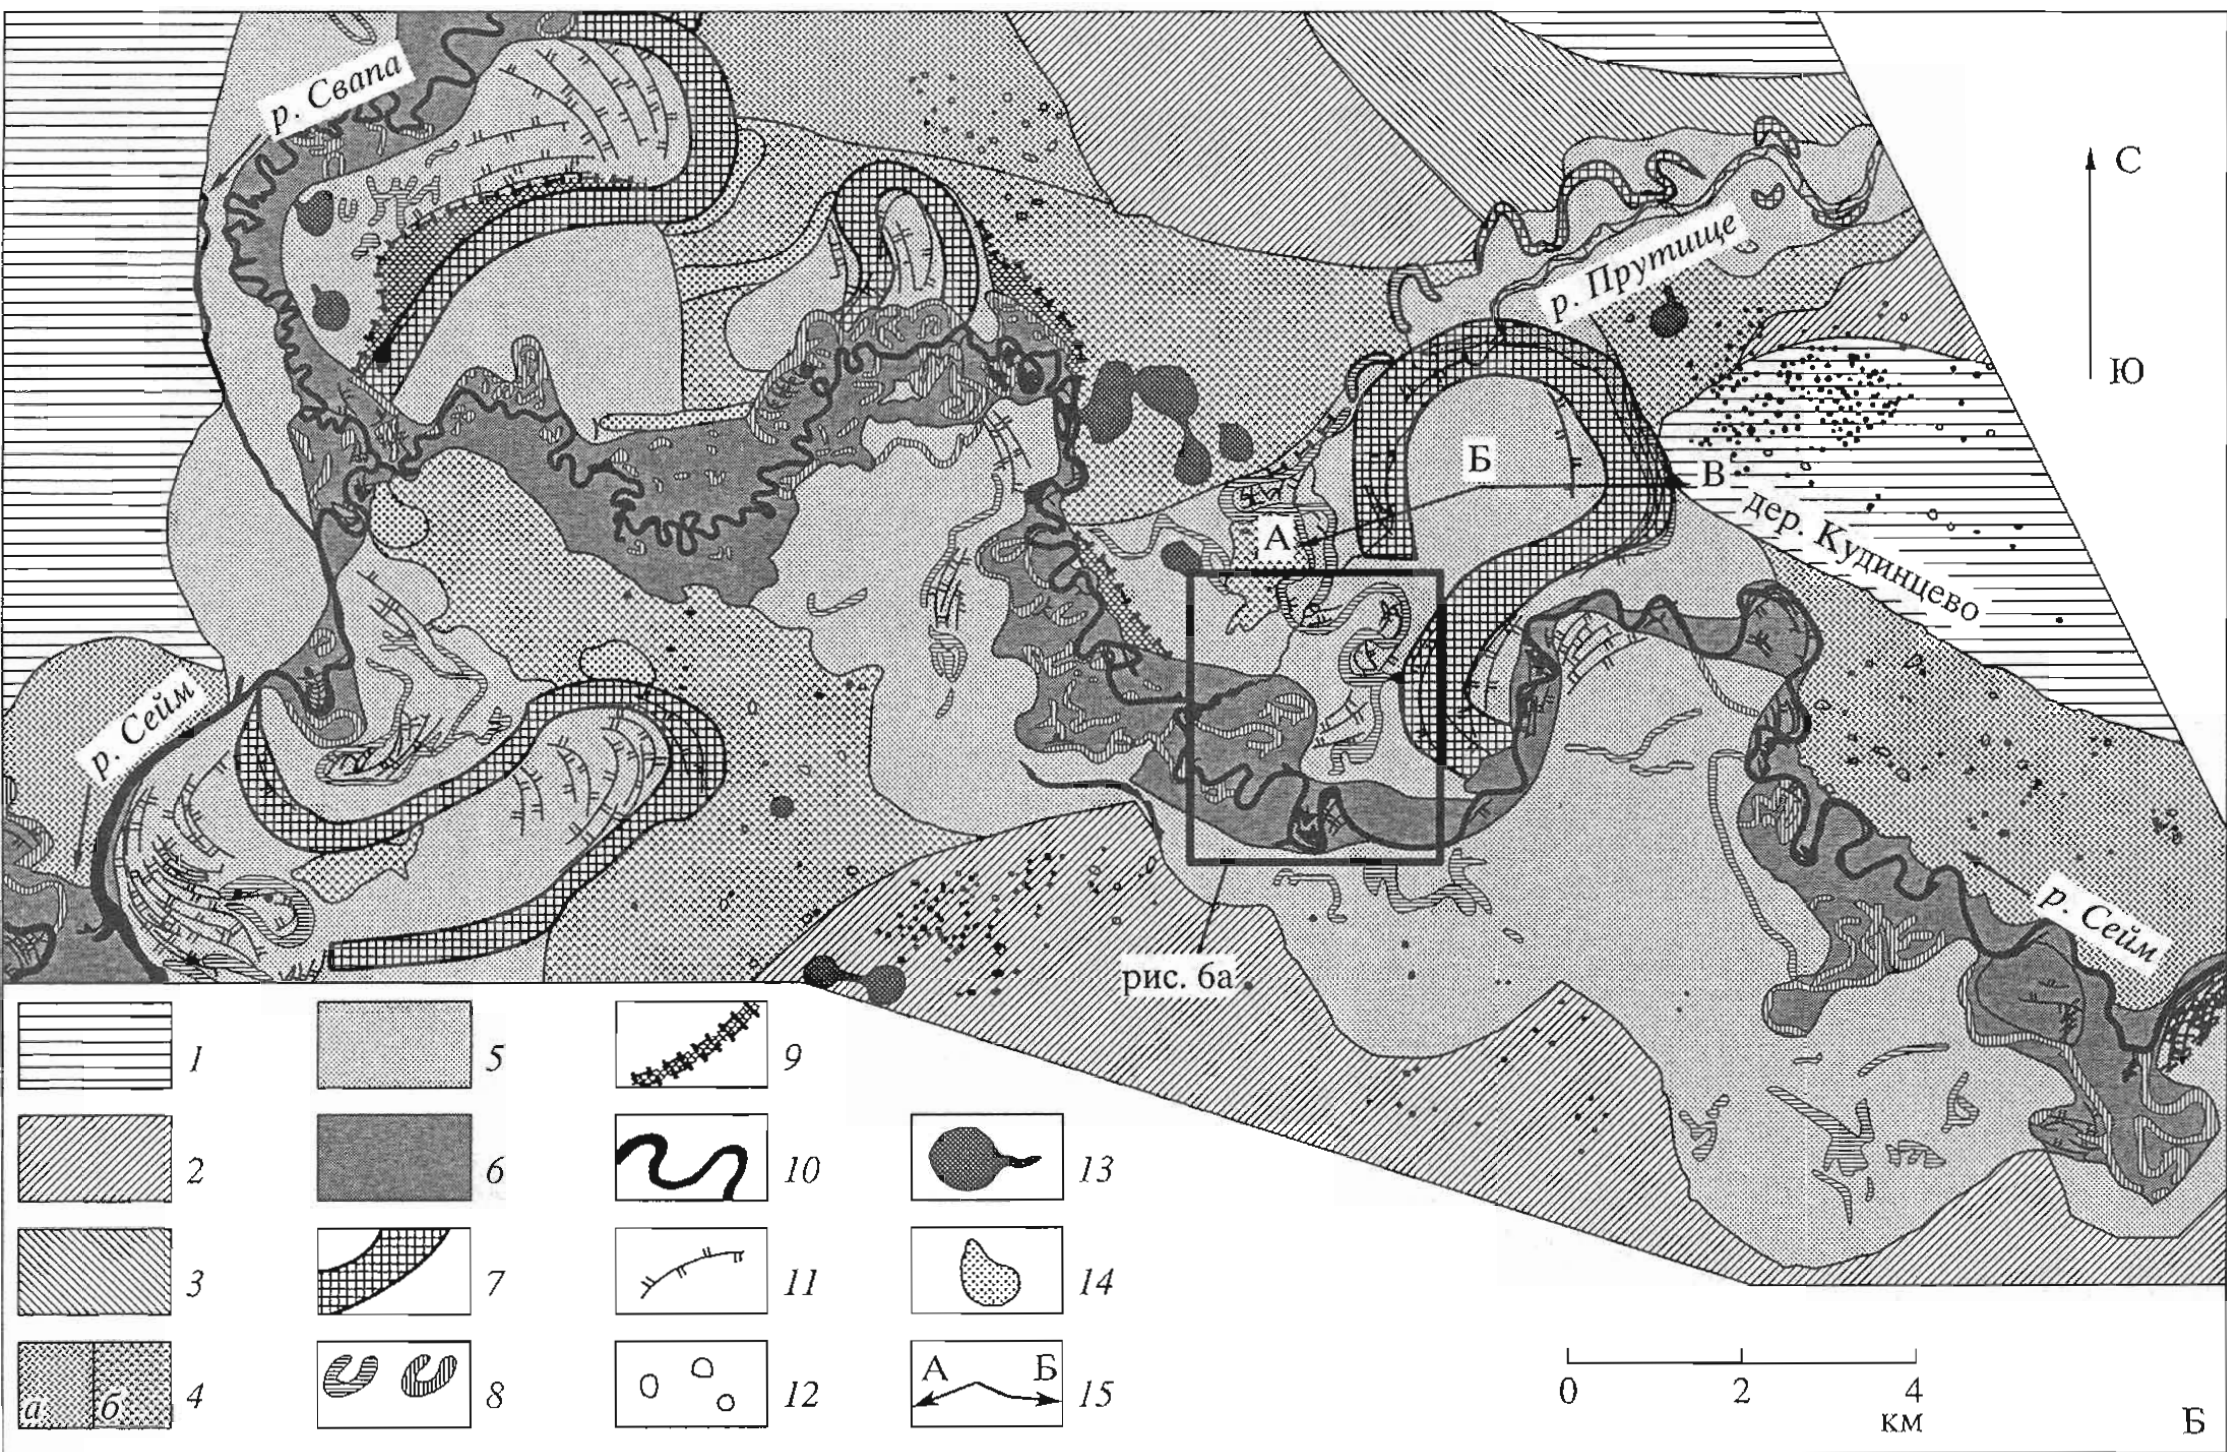 р. Свапа
С
р. Прутище
Ю
Б
В
А
дер. Кудинцево
р. Сейм
р. Сейм
рис. 6а
1
5
9
2
6
10
13
3
7
11
14
а
б
4
8
12
А
Б
15
0
2
4
км
Б